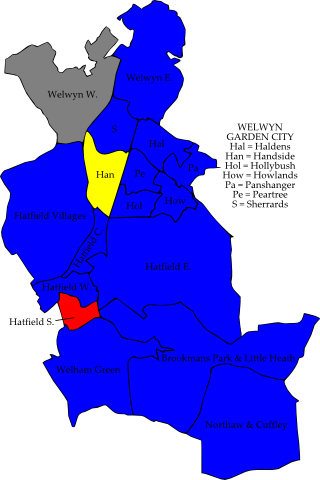 Welwyn E.
Welwyn W.
S
Hal
Pa
Han
Pe
Hol
How
WELWYN
GARDEN CITY
Hal = Haldens
Han = Handside
Hol = Hollybush
How = Howlands
Pa = Panshanger
Pe = Peartree
S = Sherrards
Hatfield Villages
Hatfield C.
Hatfield E.
Hatfield W.
Hatfield S.
Welham Green
Brookmans Park & Little Heath
Northaw & Cuffley